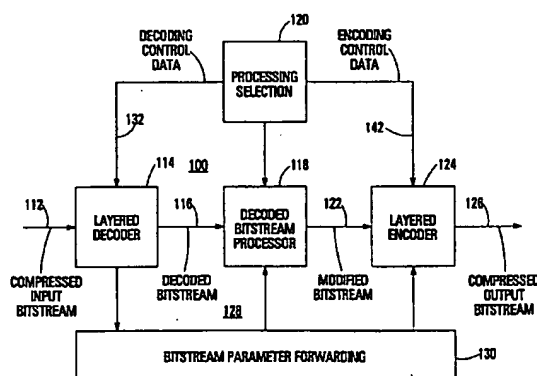 DECODING
CONTROL
DATA
120
ENCODING
CONTROL
DATA
PROCESSING
SELECTION
132
142
114
100
118
124
112
LAYERED
DECODER
116
DECODED
BITSTREAM
PROCESSOR
122
LAYERED
ENCODER
126
COMPRESSED
INPUT
BITSTREAM
DECODED
BITSTREAM
128
MODIFIED
BITSTREAM
COMPRESSED
OUTPUT
BITSTREAM
BITSTREAM PARAMETER FORWARDING
130